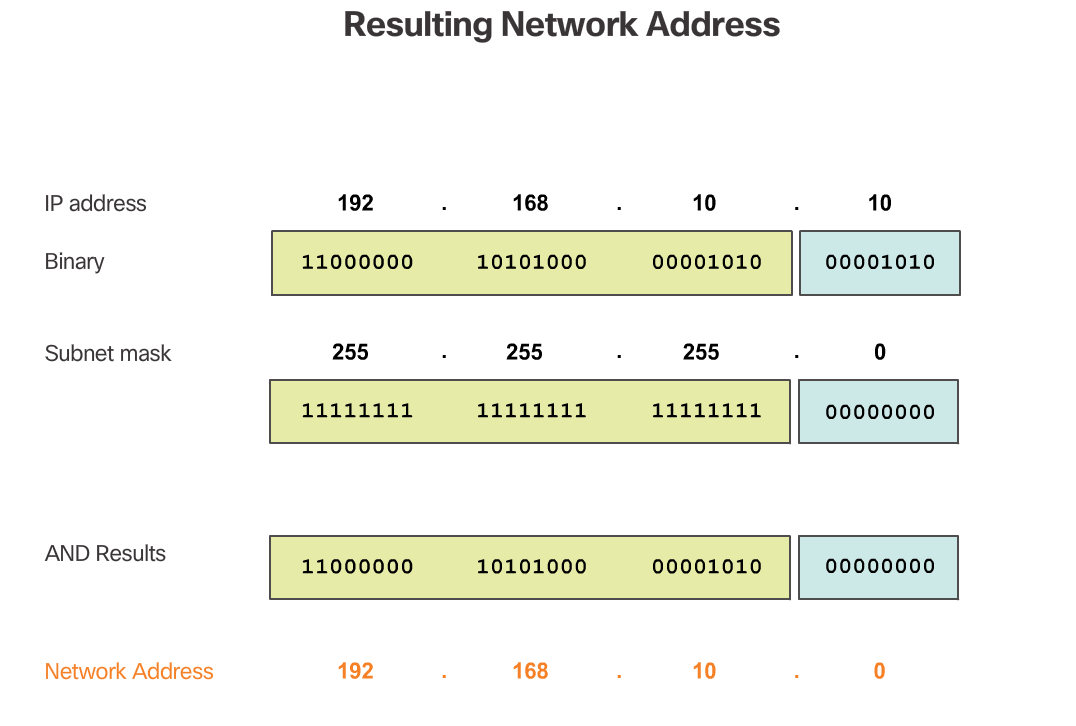 Resulting Network Address
IP address 192 . 168 . 10 . 10
Binary 11000000 10101000 00001010 00001010
Subnet mask 255 . 255 . 255 . 0
11111111 11111111 11111111 00000000
AND Results 11000000 10101000 00001010 00000000
Network Address 192 . 168 . 10 . 0